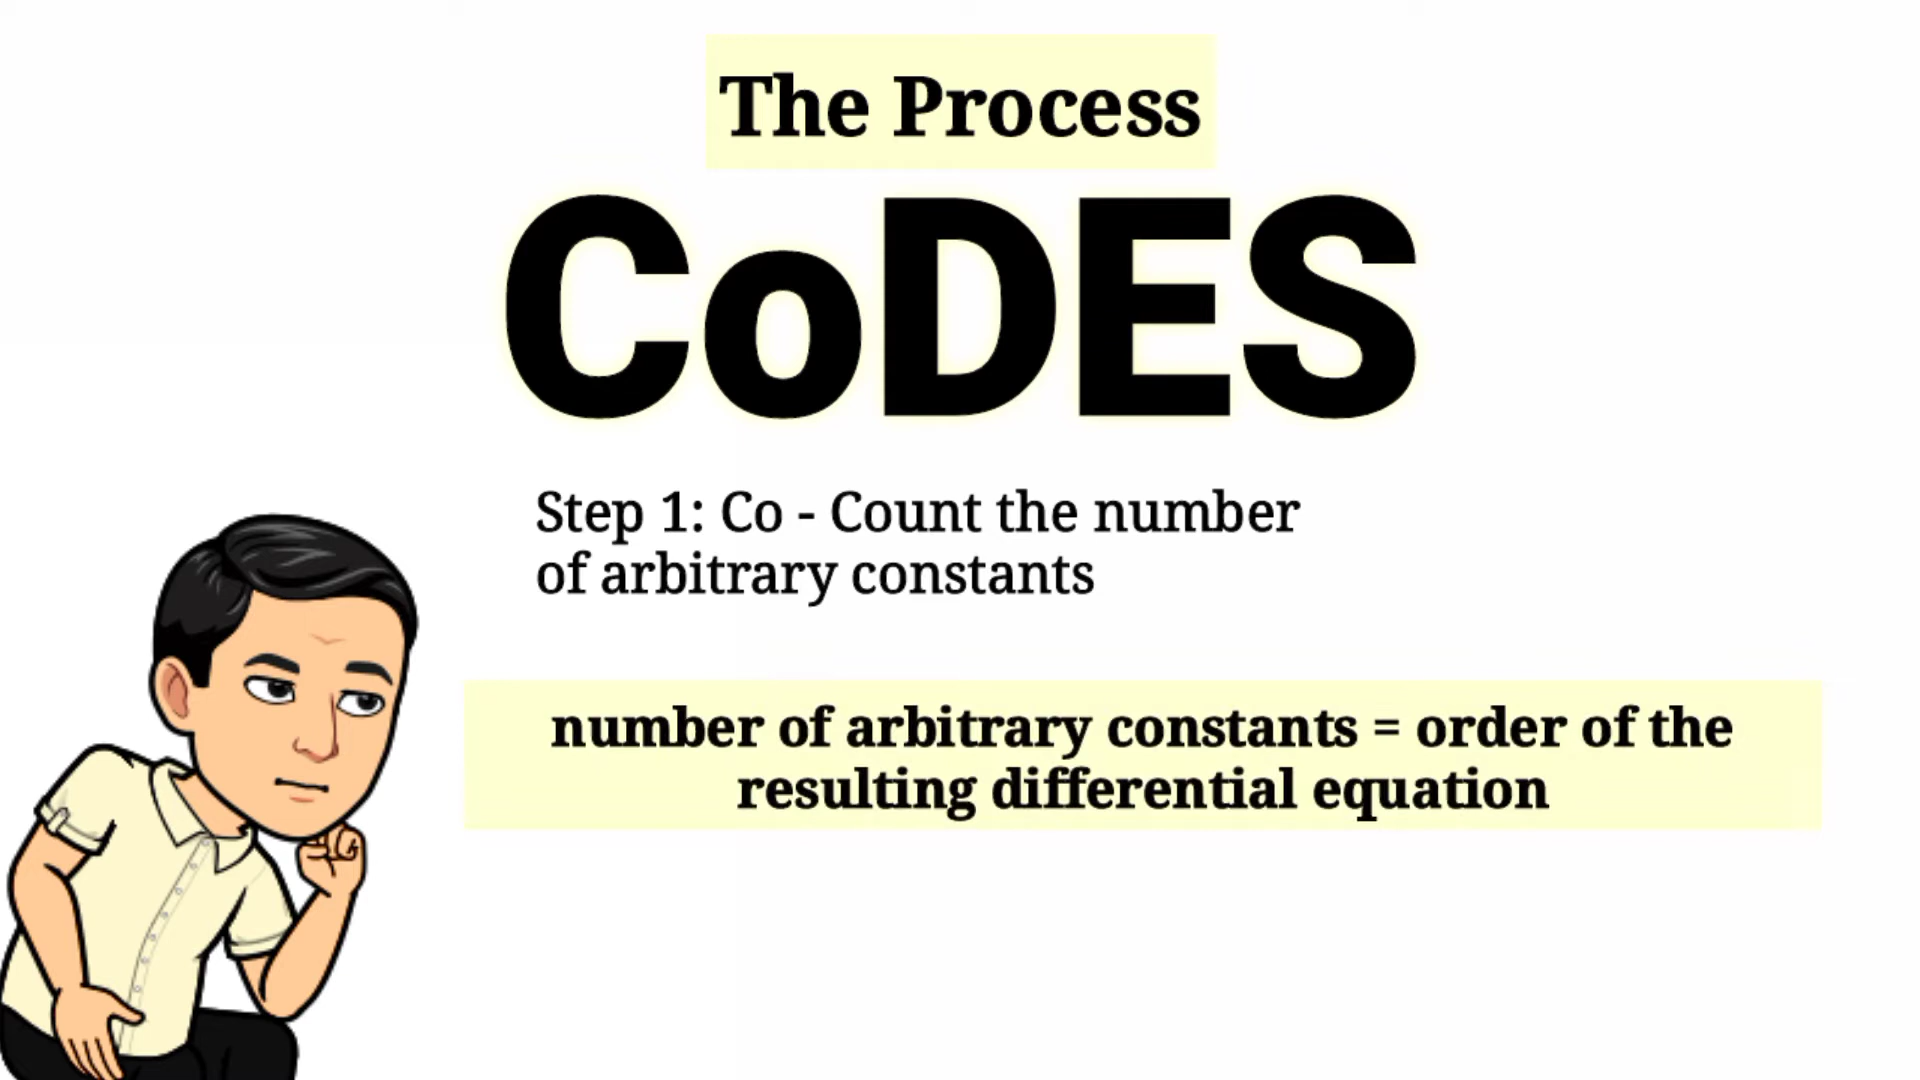 The Process
CoDES
Step 1: Co - Count the number
of arbitrary constants
number of arbitrary constants = order of the
resulting differential equation